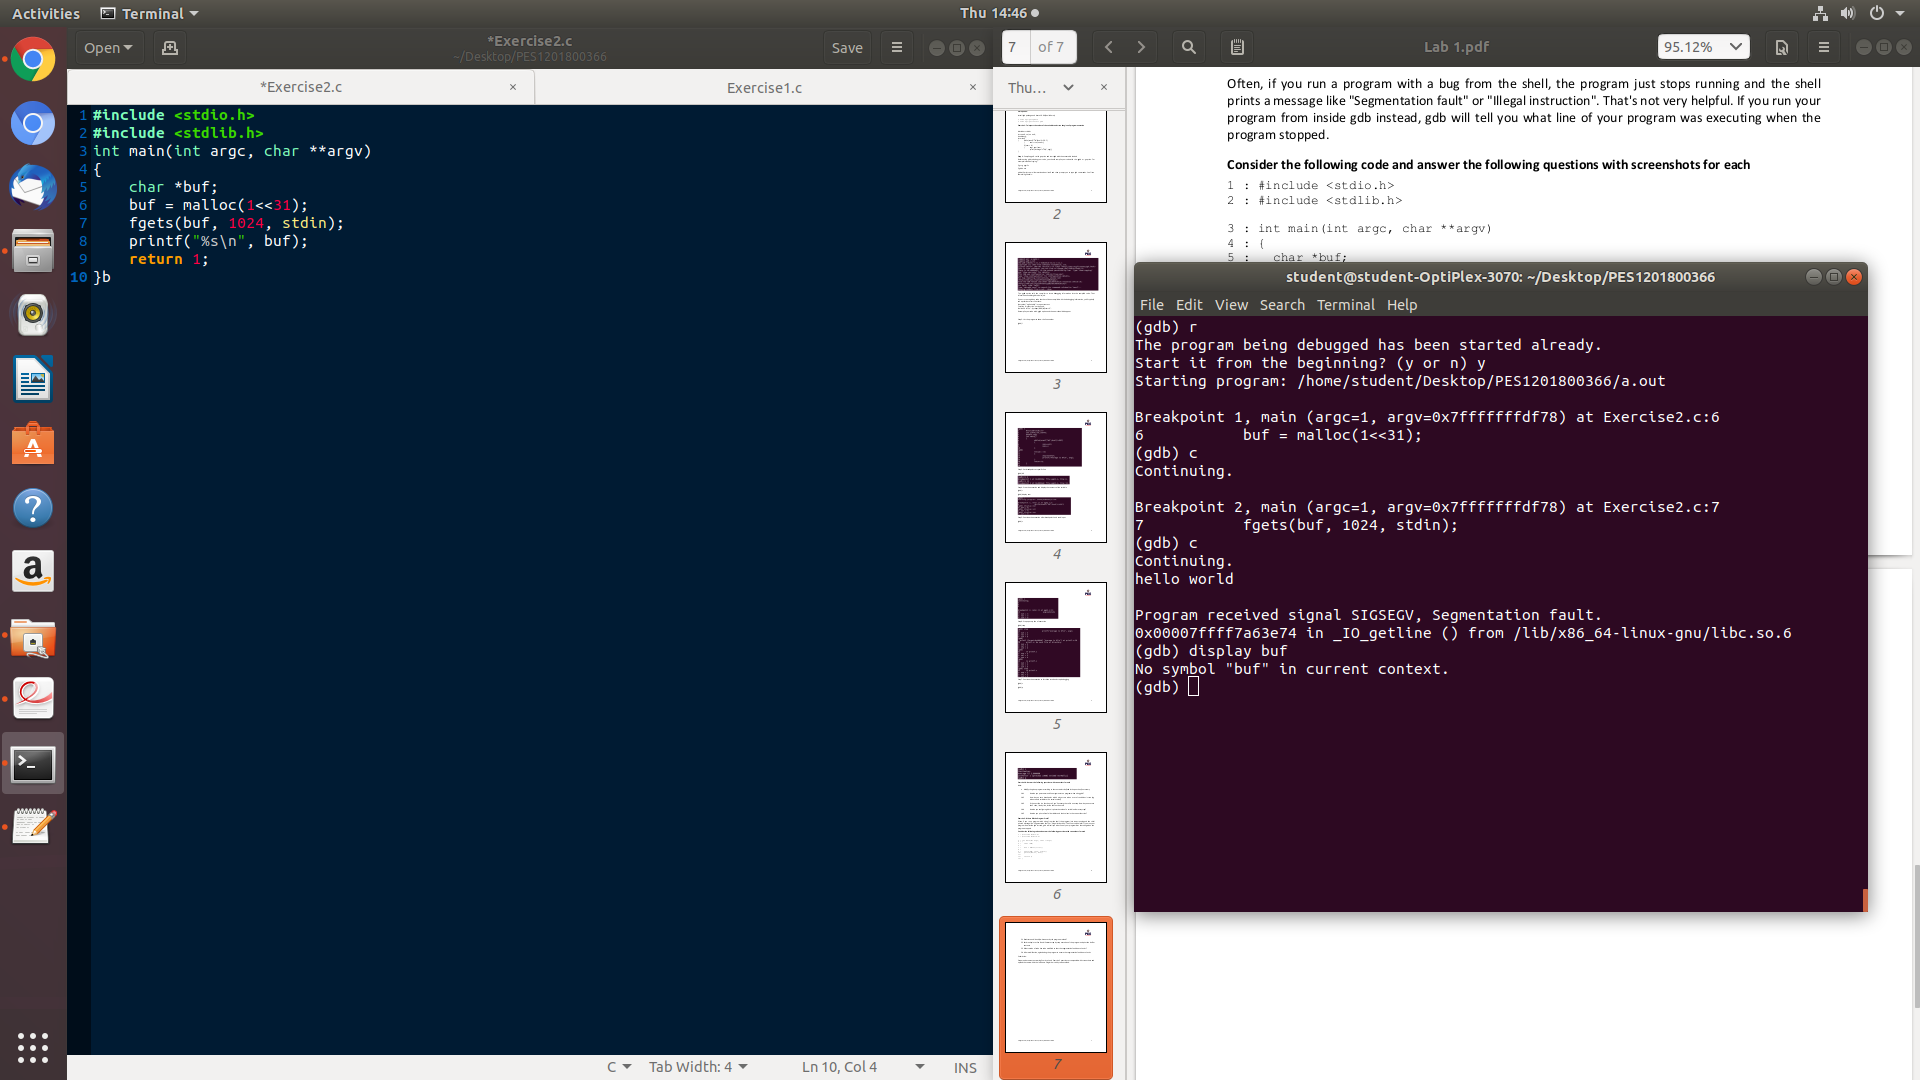 Activities
Terminal
Thu 14:46
Open
*Exercise2.c
~/Desktop/PES1201800366
Save
7
of 7
Lab 1.pdf
95.12%
*Exercise2.c
Exercise1.c
Thu...
1 #include <stdio.h>
2 #include <stdlib.h>
3 int main(int argc, char **argv)
4 {
5     char *buf;
6     buf = malloc(1<<31);
7     fgets(buf, 1024, stdin);
8     printf("%s\n", buf);
9     return 1;
10 }b
2
3
4
5
6
7
Often, if you run a program with a bug from the shell, the program just stops running and the shell
prints a message like "Segmentation fault" or "Illegal instruction". That's not very helpful. If you run your
program from inside gdb instead, gdb will tell you what line of your program was executing when the
program stopped.
Consider the following code and answer the following questions with screenshots for each
1 : #include <stdio.h>
2 : #include <stdlib.h>
3 : int main(int argc, char **argv)
4 : {
5 :   char *buf;
student@student-OptiPlex-3070: ~/Desktop/PES1201800366
File Edit View Search Terminal Help
(gdb) r
The program being debugged has been started already.
Start it from the beginning? (y or n) y
Starting program: /home/student/Desktop/PES1201800366/a.out
Breakpoint 1, main (argc=1, argv=0x7fffffffdf78) at Exercise2.c:6
6           buf = malloc(1<<31);
(gdb) c
Continuing.
Breakpoint 2, main (argc=1, argv=0x7fffffffdf78) at Exercise2.c:7
7           fgets(buf, 1024, stdin);
(gdb) c
Continuing.
hello world
Program received signal SIGSEGV, Segmentation fault.
0x00007ffff7a63e74 in _IO_getline () from /lib/x86_64-linux-gnu/libc.so.6
(gdb) display buf
No symbol "buf" in current context.
(gdb)
C
Tab Width: 4
Ln 10, Col 4
INS